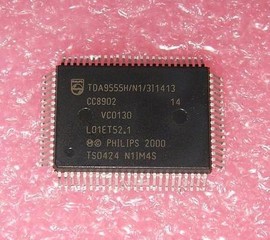 TDA9555H/N1/3I1413
CC8902 14
VC0130
L01ET52.1
Ⓜ © PHILIPS 2000
TS0424 N1IM4S